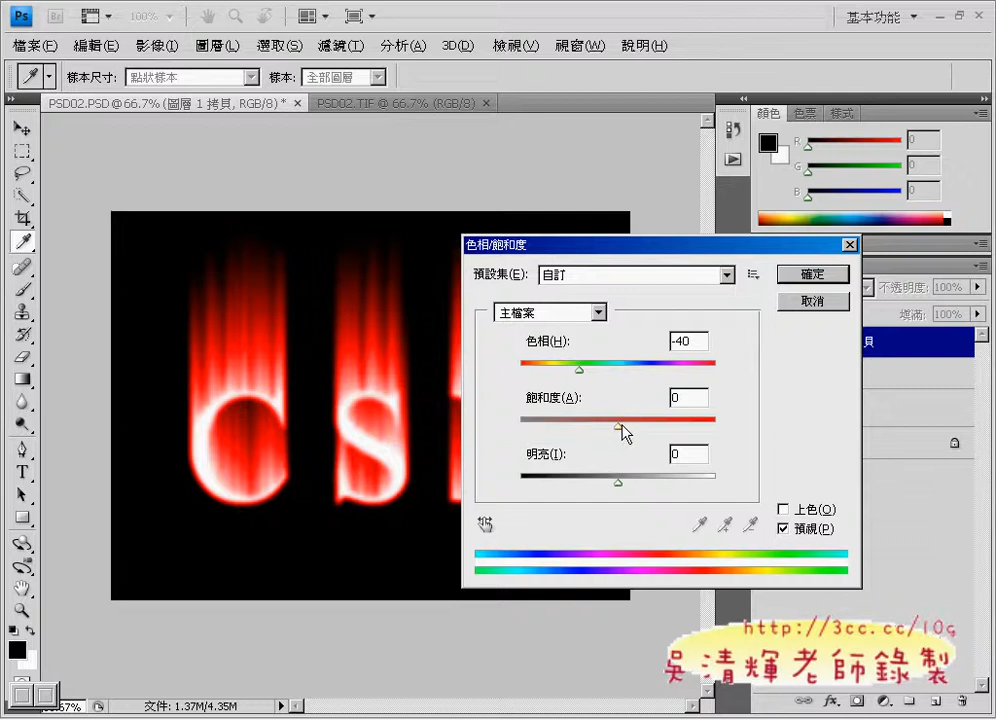 Ps Br 100% 基本功能
檔案(F) 編輯(E) 影像(I) 圖層(L) 選取(S) 濾鏡(T) 分析(A) 3D(D) 檢視(V) 視窗(W) 說明(H)
樣本尺寸: 點狀樣本 樣本: 全部圖層
PSD02.PSD @ 66.7% (圖層 1 拷貝, RGB/8) * PSD02.TIF @ 66.7% (RGB/8)
顏色 色票 樣式
R 0
G 0
B 0
色相/飽和度
預設集(E): 自訂 確定
取消
主檔案
色相(H): -40
飽和度(A): 0
明亮(I): 0
上色(O)
預視(P)
不透明度: 100%
填滿: 100%
貝
CS
http://3cc.cc/10g
吳清輝老師錄製
文件: 1.37M/4.35M